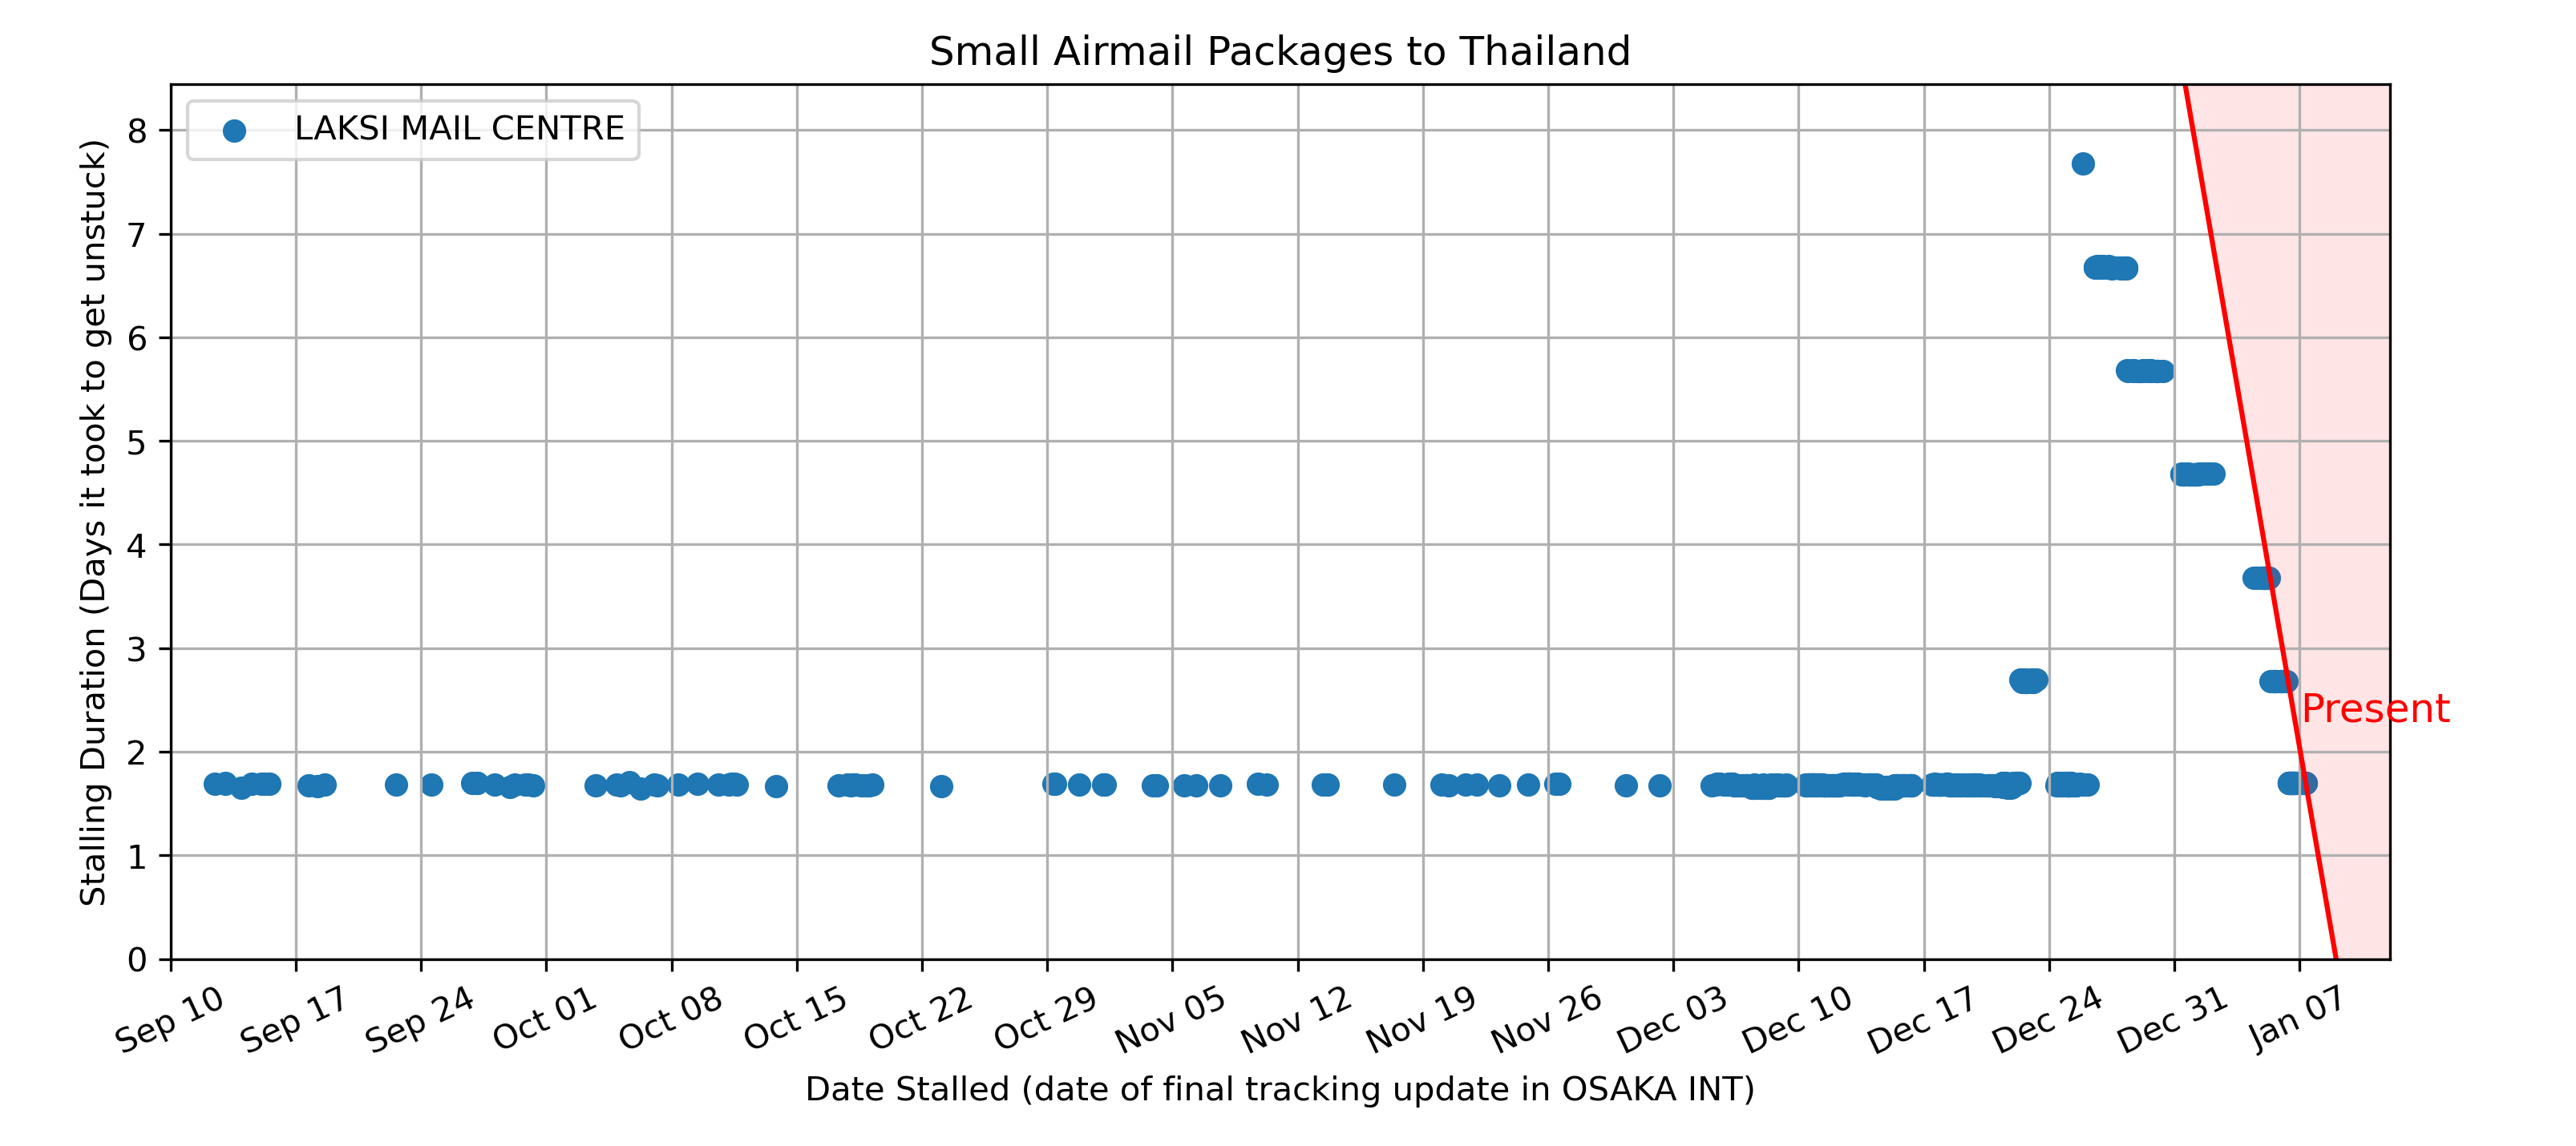 Small Airmail Packages to Thailand
LAKSI MAIL CENTRE
Stalling Duration (Days it took to get unstuck)
8
7
6
5
4
3
2
1
0
Present
Sep 10
Sep 17
Sep 24
Oct 01
Oct 08
Oct 15
Oct 22
Oct 29
Nov 05
Nov 12
Nov 19
Nov 26
Dec 03
Dec 10
Dec 17
Dec 24
Dec 31
Jan 07
Date Stalled (date of final tracking update in OSAKA INT)